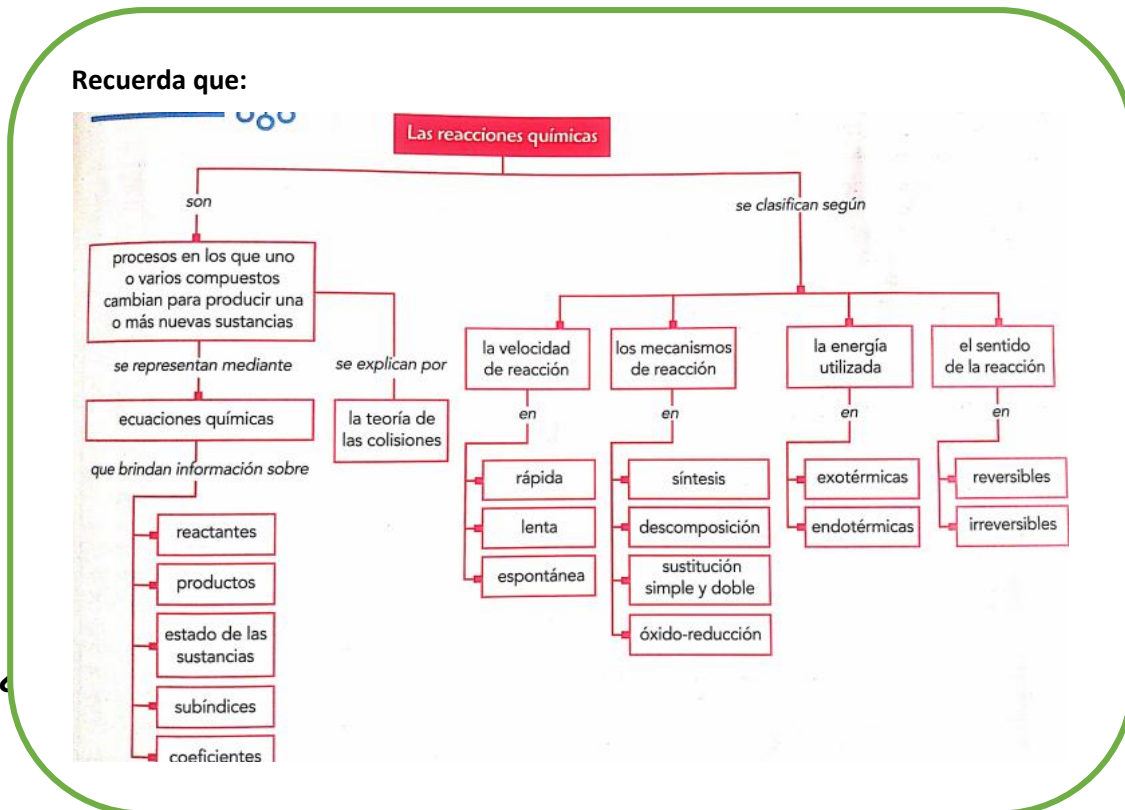 Recuerda que:
Las reacciones químicas
son
se clasifican según
procesos en los que uno
o varios compuestos
cambian para producir una
o más nuevas sustancias
se representan mediante
se explican por
ecuaciones químicas
la teoría de
las colisiones
que brindan información sobre
reactantes
productos
estado de las
sustancias
subíndices
coeficientes
la velocidad
de reacción
en
rápida
lenta
espontánea
los mecanismos
de reacción
en
síntesis
descomposición
sustitución
simple y doble
óxido-reducción
la energía
utilizada
en
exotérmicas
endotérmicas
el sentido
de la reacción
en
reversibles
irreversibles